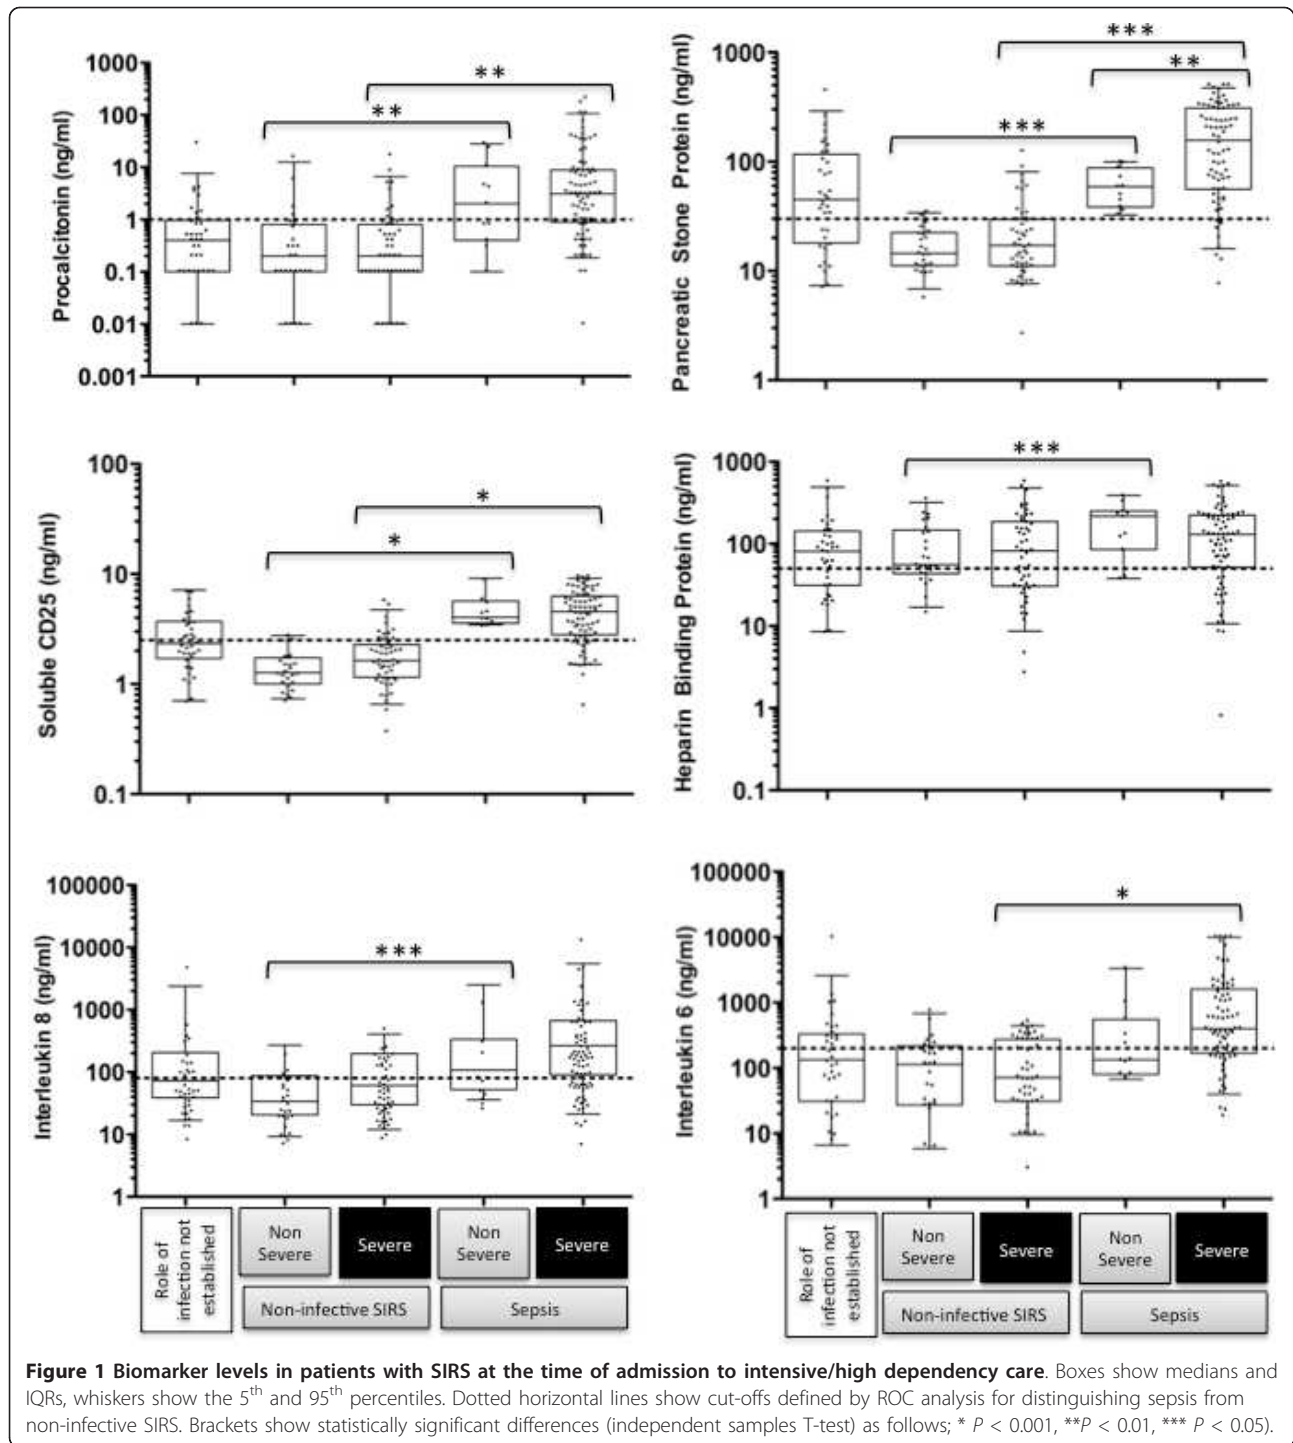 Procalcitonin (ng/ml)
1000
100
10
1
0.1
0.01
0.001
**
**
Pancreatic Stone Protein (ng/ml)
1000
100
10
1
***
***
**
Soluble CD25 (ng/ml)
100
10
1
0.1
*
*
Heparin Binding Protein (ng/ml)
1000
100
10
1
0.1
***
Interleukin 8 (ng/ml)
100000
10000
1000
100
10
1
***
Interleukin 6 (ng/ml)
100000
10000
1000
100
10
1
*
Role of
infection not
established
Non
Severe
Severe
Non
Severe
Severe
Non-infective SIRS
Sepsis
Role of
infection not
established
Non
Severe
Severe
Non
Severe
Severe
Non-infective SIRS
Sepsis
Figure 1 Biomarker levels in patients with SIRS at the time of admission to intensive/high dependency care. Boxes show medians and
IQRs, whiskers show the 5th and 95th percentiles. Dotted horizontal lines show cut-offs defined by ROC analysis for distinguishing sepsis from
non-infective SIRS. Brackets show statistically significant differences (independent samples T-test) as follows; * P < 0.001, **P < 0.01, *** P < 0.05).